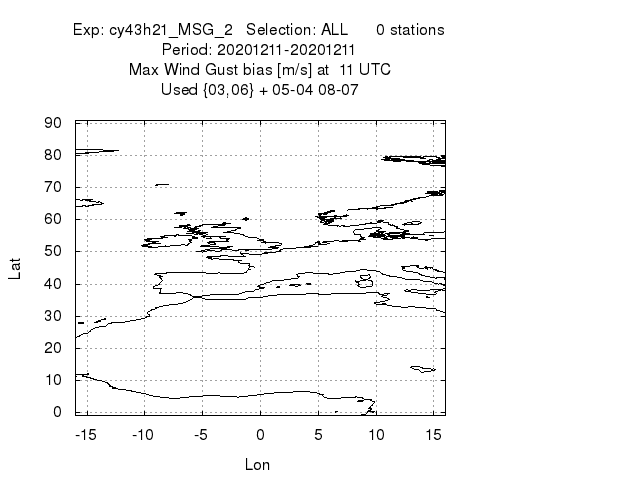 Exp: cy43h21_MSG_2 Selection: ALL 0 stations
Period: 20201211-20201211
Max Wind Gust bias [m/s] at 11 UTC
Used {03,06} + 05-04 08-07
90
80
70
60
50
40
30
20
10
0
Lat
-15 -10 -5 0 5 10 15
Lon